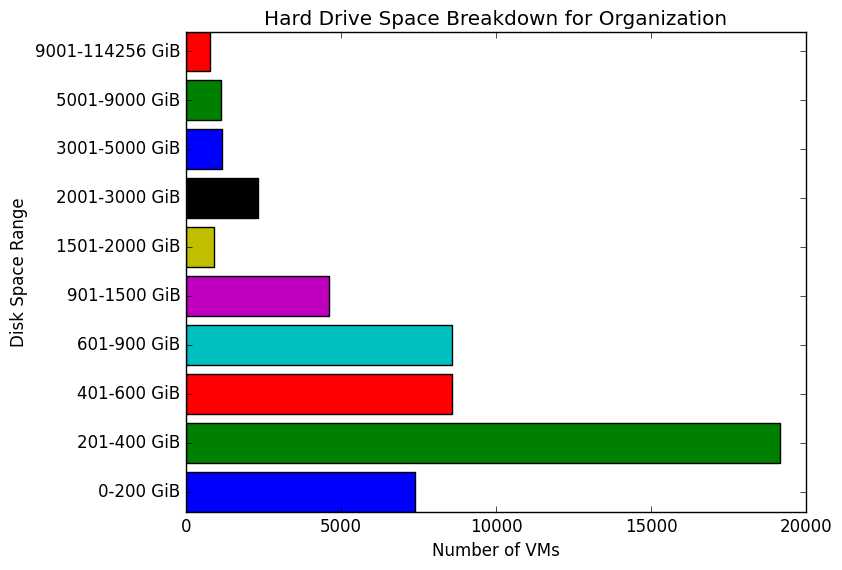 Hard Drive Space Breakdown for Organization
9001-114256 GiB
5001-9000 GiB
3001-5000 GiB
2001-3000 GiB
1501-2000 GiB
901-1500 GiB
601-900 GiB
401-600 GiB
201-400 GiB
0-200 GiB
Disk Space Range
0 5000 10000 15000 20000
Number of VMs